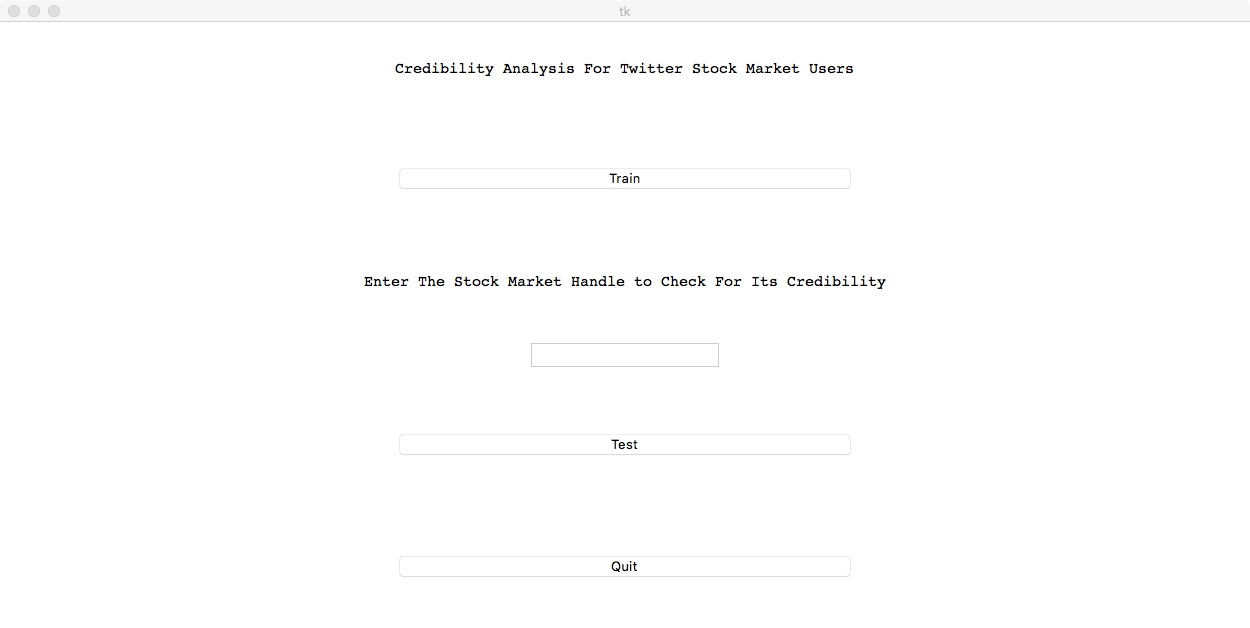 tk
Credibility Analysis For Twitter Stock Market Users
Train
Enter The Stock Market Handle to Check For Its Credibility
Test
Quit